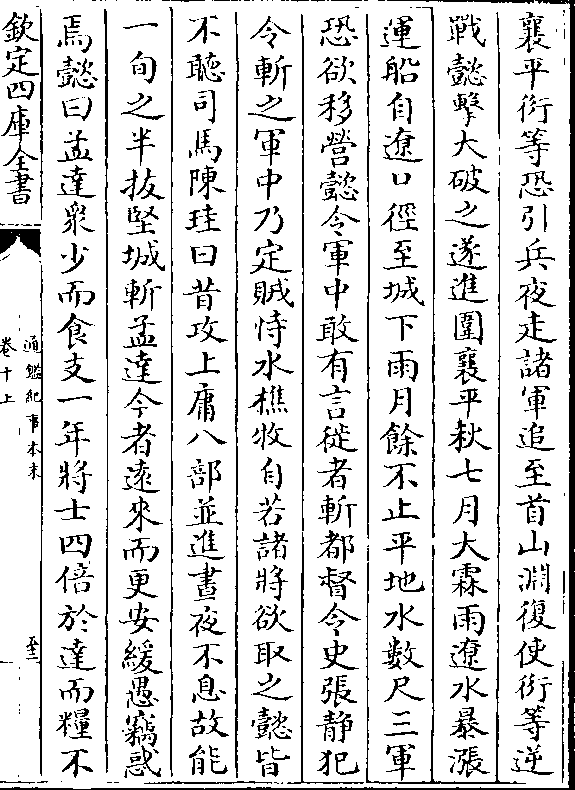 襄平衍等恐引兵夜走諸軍追至首山淵復使衍等逆
戰懿擊大破之遂進圍襄平秋七月大霖雨遼水暴漲
運船自遼口徑至城下雨月餘不止平地水數尺三軍
恐欲移營懿令軍中敢有言徙者斬都督令史張静犯
令斬之軍中乃定賊恃水樵牧自若諸將欲取之懿皆
不聽司馬陳珪曰昔攻上庸八部並進晝夜不息故能
一旬之半拔堅城斬孟達今者逺來而更安緩愚竊惑
焉懿曰孟達衆少而食支一年將士四倍於達而糧不
欽定四庫全書
通鑑紀事本末
卷十上